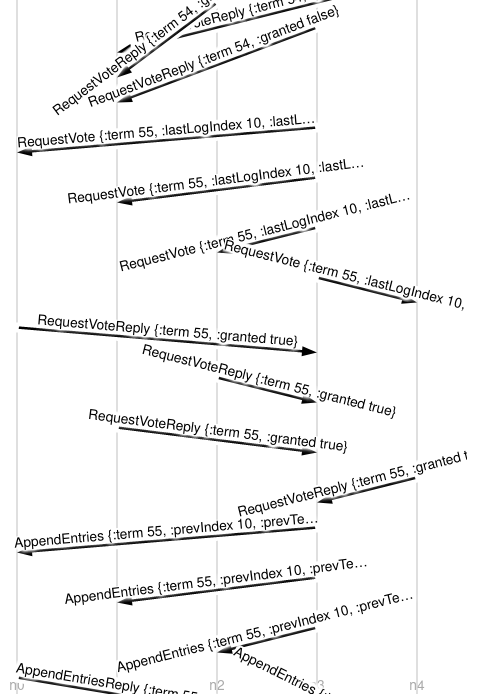 RequestVoteReply {:term 54, :g
oteReply {:term 54
RequestVoteReply {:term 54, :granted false}
RequestVote {:term 55, :lastLogIndex 10, :lastL...
RequestVote {:term 55, :lastLogIndex 10, :lastL...
RequestVote {:term 55, :lastLogIndex 10, :lastL...
RequestVote {:term 55, :lastLogIndex 10,
RequestVoteReply {:term 55, :granted true}
RequestVoteReply {:term 55, :granted true}
RequestVoteReply {:term 55, :granted true}
RequestVoteReply {:term 55, :granted t
AppendEntries {:term 55, :prevIndex 10, :prevTe...
AppendEntries {:term 55, :prevIndex 10, :prevTe...
AppendEntries {:term 55, :prevIndex 10, :prevTe...
AppendEntries {:
AppendEntriesReply {:term 55, :su
n0
n2
n3
n4